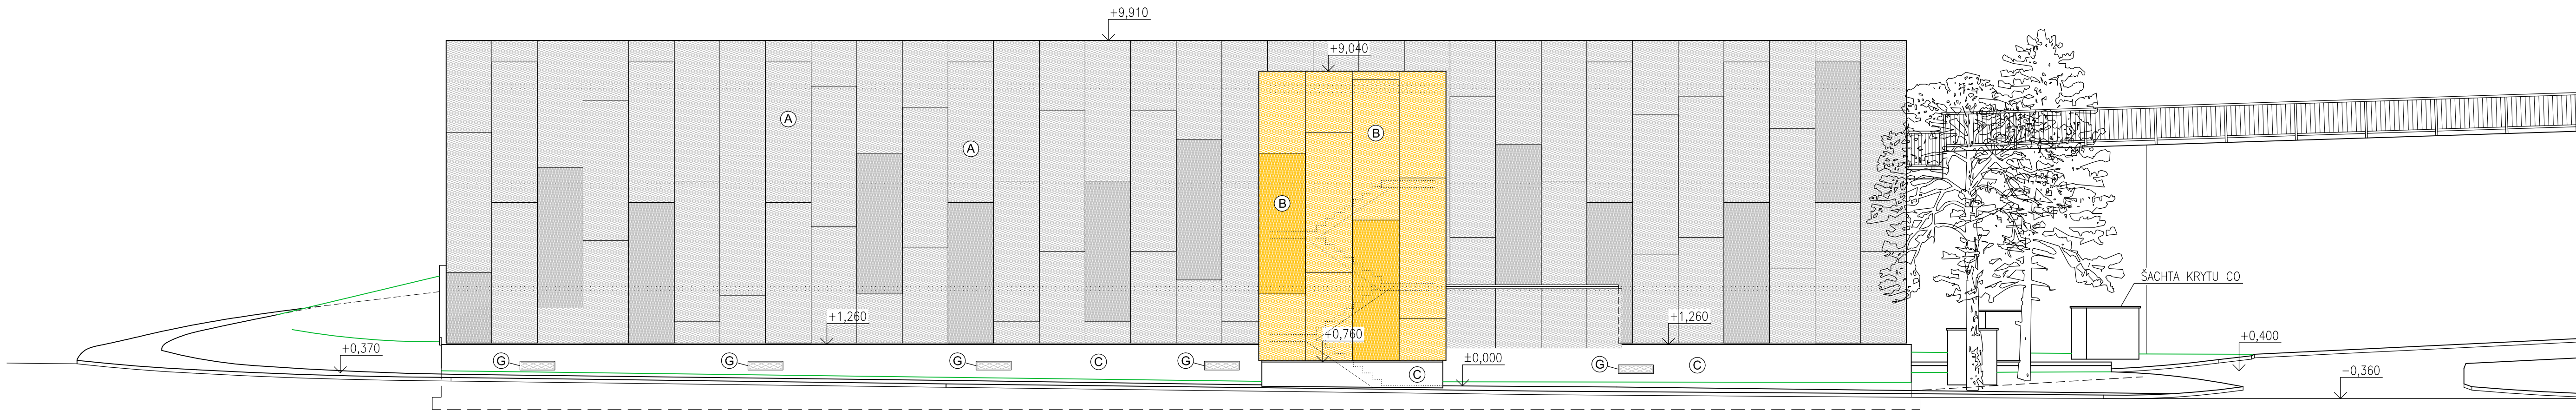 +9,910
+9,040
A
B
A
B
ŠACHTA KRYTU CO
+1,260
+1,260
+0,760
+0,400
+0,370
±0,000
G
G
G
C
G
G
C
C
-0,360